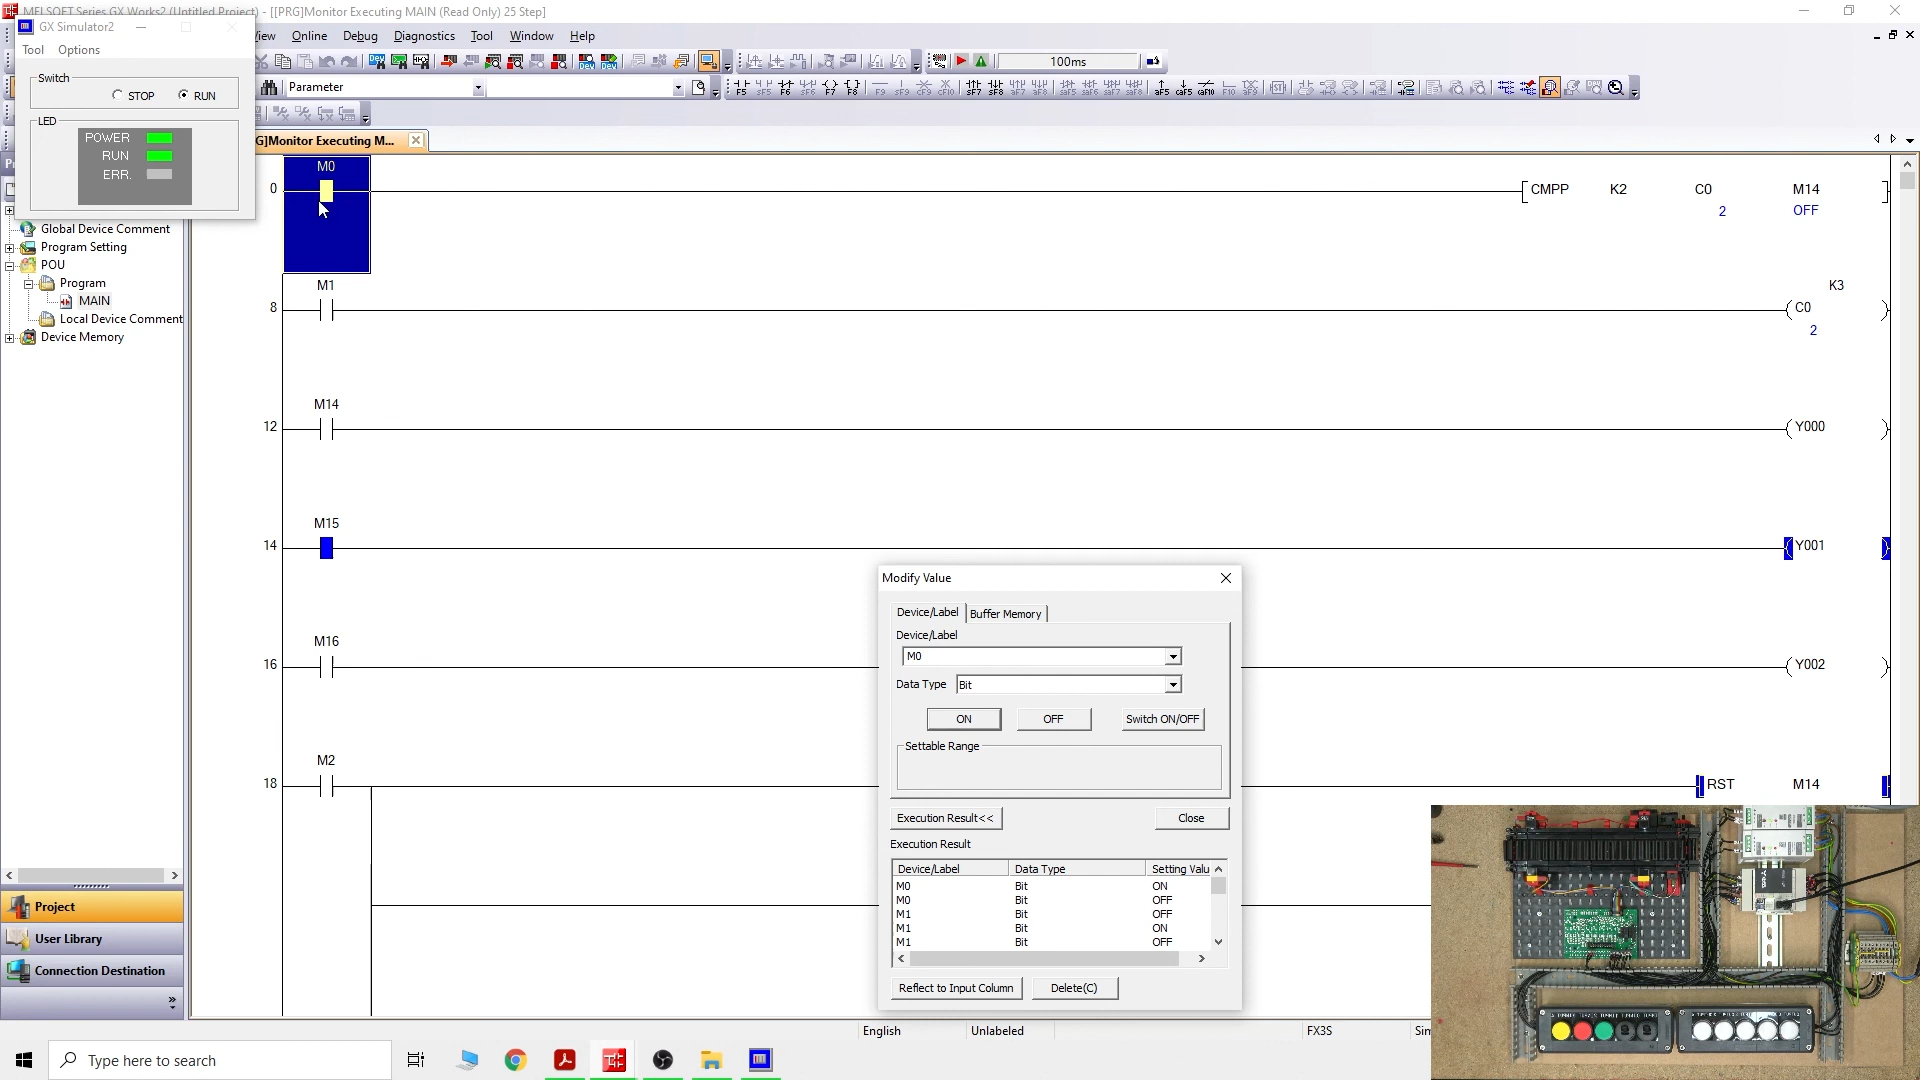 MELSOFT Series GX Works2 (Untitled Project) - [[PRG]Monitor Executing MAIN (Read Only) 25 Step]
GX Simulator2
Tool Options
View Online Debug Diagnostics Tool Window Help
Switch
STOP RUN
LED
POWER
RUN
ERR.
100ms
Parameter
G]Monitor Executing M...
Global Device Comment
Program Setting
POU
Program
MAIN
Local Device Comment
Device Memory
M0
0 CMPP K2 C0 M14
2 OFF
M1 K3
8 C0
2
M14
12 Y000
M15
14 Y001
M16
16 Y002
M2
18 RST M14
Modify Value
Device/Label Buffer Memory
Device/Label
M0
Data Type Bit
ON OFF Switch ON/OFF
Settable Range
Execution Result<< Close
Execution Result
Device/Label Data Type Setting Valu
M0 Bit ON
M0 Bit OFF
M1 Bit OFF
M1 Bit ON
M1 Bit OFF
Reflect to Input Column Delete(C)
Project
User Library
Connection Destination
English Unlabeled FX3S Sim
Type here to search